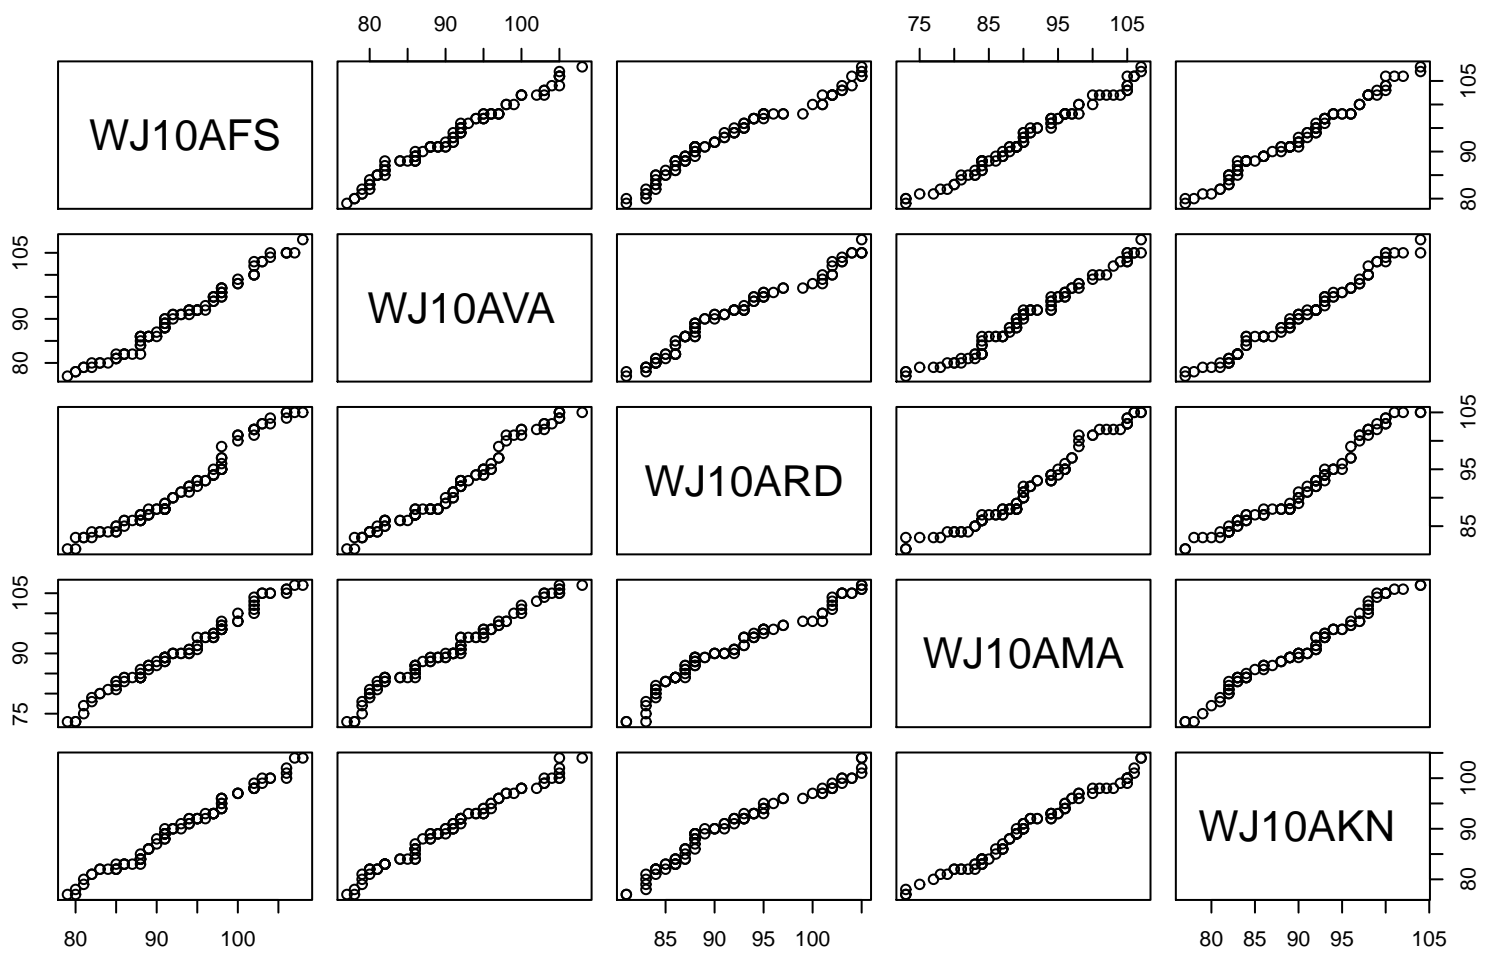 80 90 100 75 85 95 105
WJ10AFS 80 90 105
80 90 105 WJ10AVA
WJ10ARD 85 95 105
75 90 105 WJ10AMA
WJ10AKN 80 90 100
80 90 100 85 90 95 100 80 85 90 95 105